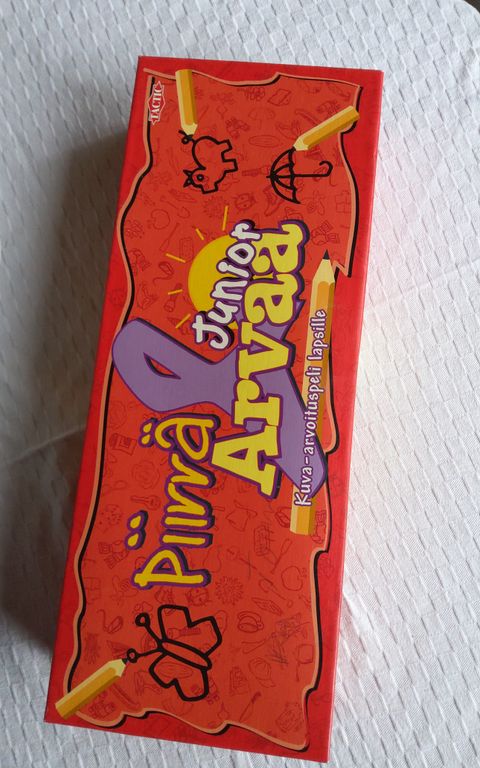 TACTIC
Piirrä
&
Arvaa
Junior
Kuva-arvoituspeli lapsille